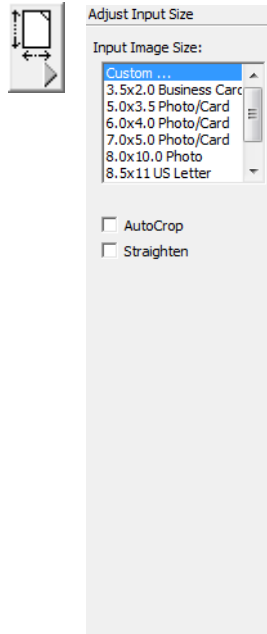 Adjust Input Size
Input Image Size:
Custom ...
3.5x2.0 Business Card
5.0x3.5 Photo/Card
6.0x4.0 Photo/Card
7.0x5.0 Photo/Card
8.0x10.0 Photo
8.5x11 US Letter
AutoCrop
Straighten